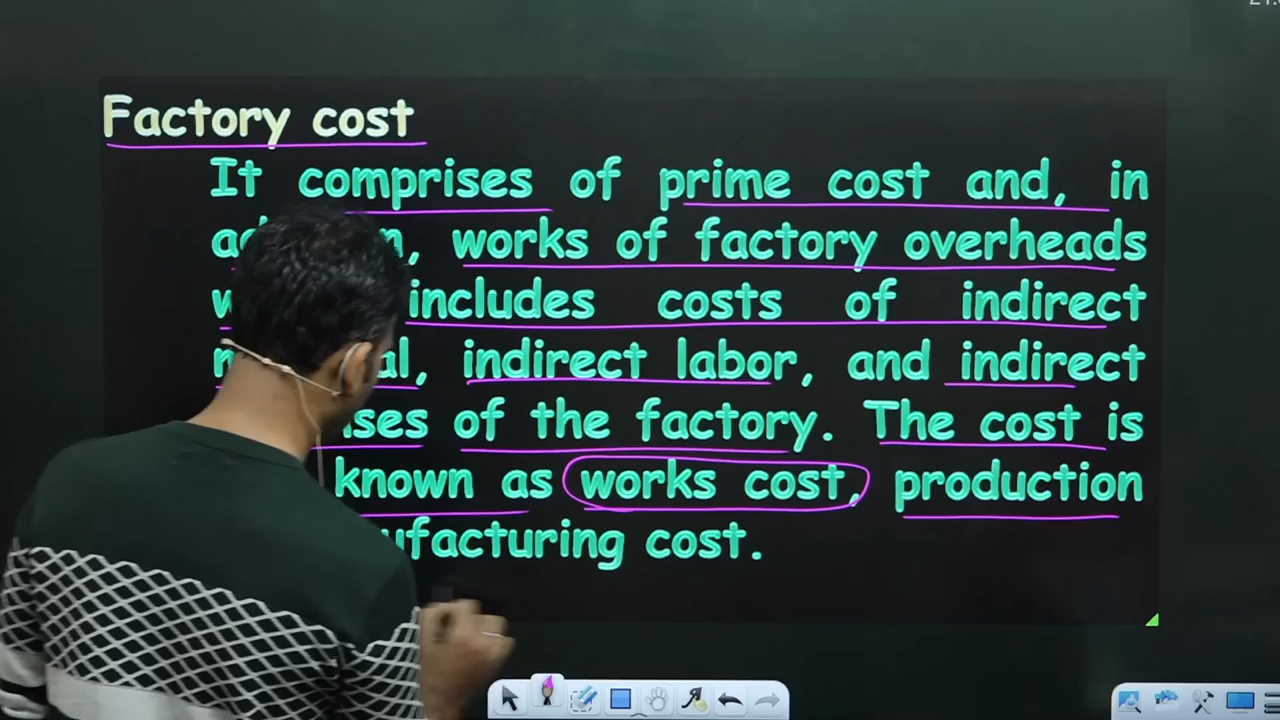 Factory cost
It comprises of prime cost and, in
works of factory overheads
includes costs of indirect
indirect labor, and indirect
of the factory. The cost is
known as works cost, production
cost.